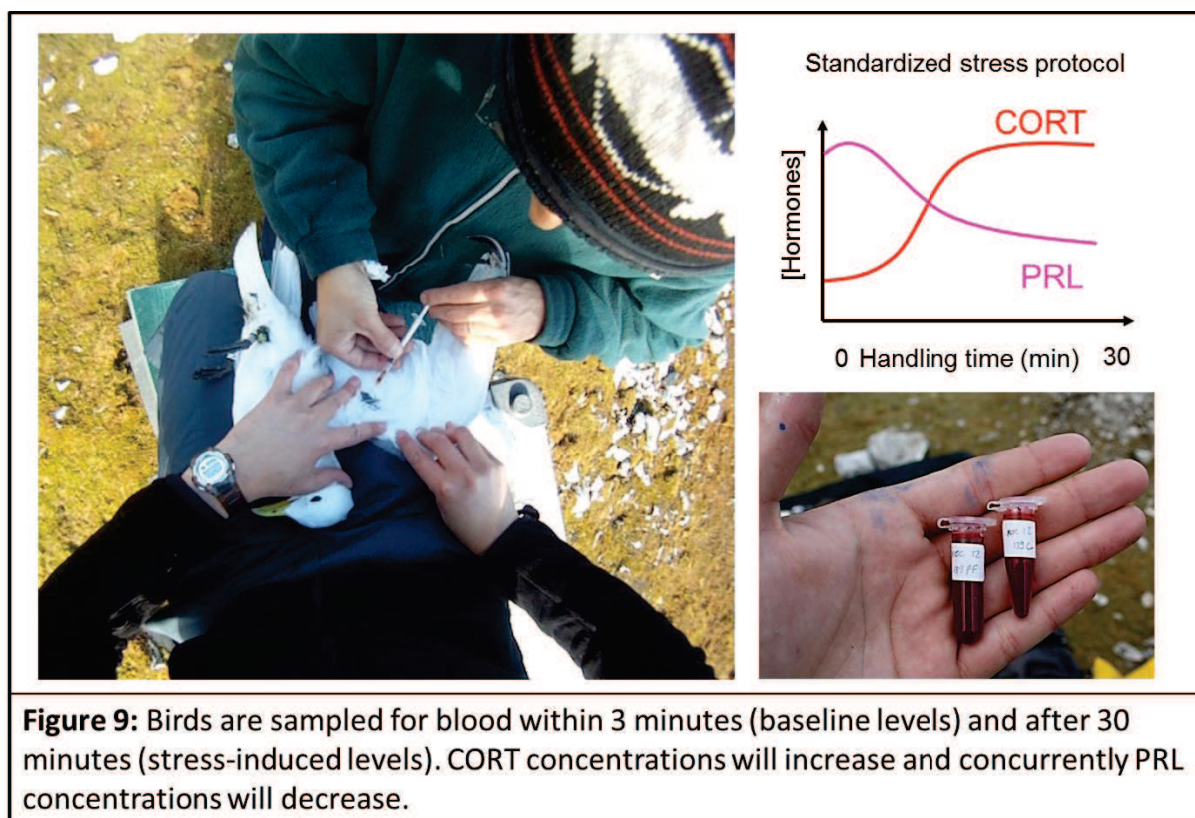 Standardized stress protocol
CORT
[Hormones]
PRL
0 Handling time (min) 30
12
12
Figure 9: Birds are sampled for blood within 3 minutes (baseline levels) and after 30
minutes (stress-induced levels). CORT concentrations will increase and concurrently PRL
concentrations will decrease.